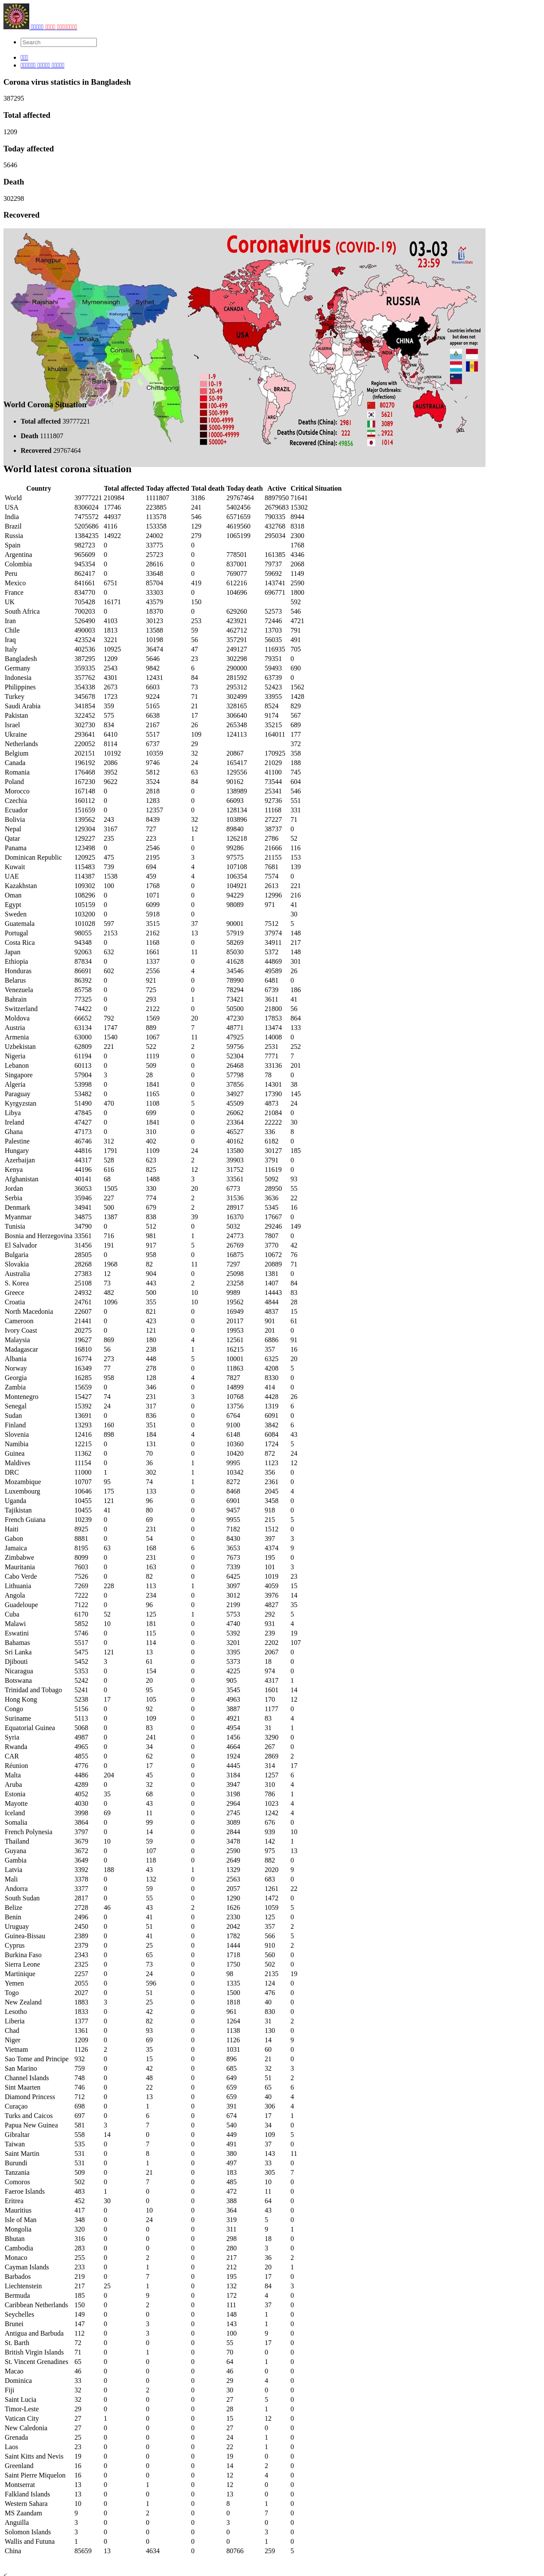 Search
Corona virus statistics in Bangladesh
387295
Total affected
1209
Today affected
5646
Death
302298
Recovered
Coronavirus (COVID-19) 03-03
23:59
Rangpur
Rajshahi
Mymensingh
Sylhet
Dhaka
Comilla
Khulna
Barishal
Chittagong
CANADA
USA
RUSSIA
CHINA
JAPAN
INDIA
BRAZIL
ARGENTINA
ALGERIA
INDONESIA
AUSTRALIA
Countries infected
but does not
appear on map:
1-9
10-19
20-49
50-99
100-499
500-999
1000-4999
5000-9999
10000-49999
50000+
Regions with
Major Outbreaks
(Infections)
80270
5621
3089
2922
1014
Deaths (China): 2981
Deaths (Outside China): 222
Recovered (China): 49856
World Corona Situation
Total affected 39777221
Death 1111807
Recovered 29767464
World latest corona situation
Country Total affected Today affected Total death Today death Active Critical Situation
World 39777221 210984 1111807 3186 29767464 8897950 71641
USA 8306024 17746 223885 241 5402456 2679683 15302
India 7475572 44937 113578 546 6571659 790335 8944
Brazil 5205686 4116 153358 129 4619560 432768 8318
Russia 1384235 14922 24002 279 1065199 295034 2300
Spain 982723 0 33775 0 1768
Argentina 965609 0 25723 0 778501 161385 4346
Colombia 945354 0 28616 0 837001 79737 2068
Peru 862417 0 33648 0 769077 59692 1149
Mexico 841661 6751 85704 419 612216 143741 2590
France 834770 0 33303 0 104696 696771 1800
UK 705428 16171 43579 150 592
South Africa 700203 0 18370 0 629260 52573 546
Iran 526490 4103 30123 253 423921 72446 4721
Chile 490003 1813 13588 59 462712 13703 791
Iraq 423524 3221 10198 56 357291 56035 491
Italy 402536 10925 36474 47 249127 116935 705
Bangladesh 387295 1209 5646 23 302298 79351 0
Germany 359335 2543 9842 6 290000 59493 690
Indonesia 357762 4301 12431 84 281592 63739 0
Philippines 354338 2673 6603 73 295312 52423 1562
Turkey 345678 1723 9224 71 302499 33955 1428
Saudi Arabia 341854 359 5165 21 328165 8524 829
Pakistan 322452 575 6638 17 306640 9174 567
Israel 302730 834 2167 26 265348 35215 689
Ukraine 293641 6410 5517 109 124113 164011 177
Netherlands 220052 8114 6737 29 372
Belgium 202151 10192 10359 32 20867 170925 358
Canada 196192 2086 9746 24 165417 21029 188
Romania 176468 3952 5812 63 129556 41100 745
Poland 167230 9622 3524 84 90162 73544 604
Morocco 167148 0 2818 0 138989 25341 546
Czechia 160112 0 1283 0 66093 92736 551
Ecuador 151659 0 12357 0 128134 11168 331
Bolivia 139562 243 8439 32 103896 27227 71
Nepal 129304 3167 727 12 89840 38737 0
Qatar 129227 235 223 1 126218 2786 52
Panama 123498 0 2546 0 99286 21666 116
Dominican Republic 120925 475 2195 3 97575 21155 153
Kuwait 115483 739 694 4 107108 7681 139
UAE 114387 1538 459 4 106354 7574 0
Kazakhstan 109302 100 1768 0 104921 2613 221
Oman 108296 0 1071 0 94229 12996 216
Egypt 105159 0 6099 0 98089 971 41
Sweden 103200 0 5918 0 30
Guatemala 101028 597 3515 37 90001 7512 5
Portugal 98055 2153 2162 13 57919 37974 148
Costa Rica 94348 0 1168 0 58269 34911 217
Japan 92063 632 1661 11 85030 5372 148
Ethiopia 87834 0 1337 0 41628 44869 301
Honduras 86691 602 2556 4 34546 49589 26
Belarus 86392 0 921 0 78990 6481 0
Venezuela 85758 0 725 0 78294 6739 186
Bahrain 77325 0 293 1 73421 3611 41
Switzerland 74422 0 2122 0 50500 21800 56
Moldova 66652 792 1569 20 47230 17853 864
Austria 63134 1747 889 7 48771 13474 133
Armenia 63000 1540 1067 11 47925 14008 0
Uzbekistan 62809 221 522 2 59756 2531 252
Nigeria 61194 0 1119 0 52304 7771 7
Lebanon 60113 0 509 0 26468 33136 201
Singapore 57904 3 28 0 57798 78 0
Algeria 53998 0 1841 0 37856 14301 38
Paraguay 53482 0 1165 0 34927 17390 145
Kyrgyzstan 51490 470 1108 5 45509 4873 24
Libya 47845 0 699 0 26062 21084 0
Ireland 47427 0 1841 0 23364 22222 30
Ghana 47173 0 310 0 46527 336 8
Palestine 46746 312 402 0 40162 6182 0
Hungary 44816 1791 1109 24 13580 30127 185
Azerbaijan 44317 528 623 2 39903 3791 0
Kenya 44196 616 825 12 31752 11619 0
Afghanistan 40141 68 1488 3 33561 5092 93
Jordan 36053 1505 330 20 6773 28950 55
Serbia 35946 227 774 2 31536 3636 22
Denmark 34941 500 679 2 28917 5345 16
Myanmar 34875 1387 838 39 16370 17667 0
Tunisia 34790 0 512 0 5032 29246 149
Bosnia and Herzegovina 33561 716 981 1 24773 7807 0
El Salvador 31456 191 917 5 26769 3770 42
Bulgaria 28505 0 958 0 16875 10672 76
Slovakia 28268 1968 82 11 7297 20889 71
Australia 27383 12 904 0 25098 1381 0
S. Korea 25108 73 443 2 23258 1407 84
Greece 24932 482 500 10 9989 14443 83
Croatia 24761 1096 355 10 19562 4844 28
North Macedonia 22607 0 821 0 16949 4837 15
Cameroon 21441 0 423 0 20117 901 61
Ivory Coast 20275 0 121 0 19953 201 0
Malaysia 19627 869 180 4 12561 6886 91
Madagascar 16810 56 238 1 16215 357 16
Albania 16774 273 448 5 10001 6325 20
Norway 16349 77 278 0 11863 4208 5
Georgia 16285 958 128 4 7827 8330 0
Zambia 15659 0 346 0 14899 414 0
Montenegro 15427 74 231 3 10768 4428 26
Senegal 15392 24 317 0 13756 1319 6
Sudan 13691 0 836 0 6764 6091 0
Finland 13293 160 351 0 9100 3842 6
Slovenia 12416 898 184 4 6148 6084 43
Namibia 12215 0 131 0 10360 1724 5
Guinea 11362 0 70 0 10420 872 24
Maldives 11154 0 36 1 9995 1123 12
DRC 11000 1 302 1 10342 356 0
Mozambique 10707 95 74 1 8272 2361 0
Luxembourg 10646 175 133 0 8468 2045 4
Uganda 10455 121 96 0 6901 3458 0
Tajikistan 10455 41 80 0 9457 918 0
French Guiana 10239 0 69 0 9955 215 5
Haiti 8925 0 231 0 7182 1512 0
Gabon 8881 0 54 0 8430 397 3
Jamaica 8195 63 168 6 3653 4374 9
Zimbabwe 8099 0 231 0 7673 195 0
Mauritania 7603 0 163 0 7339 101 3
Cabo Verde 7526 0 82 0 6425 1019 23
Lithuania 7269 228 113 1 3097 4059 15
Angola 7222 0 234 0 3012 3976 14
Guadeloupe 7122 0 96 0 2199 4827 35
Cuba 6170 52 125 1 5753 292 5
Malawi 5852 10 181 0 4740 931 4
Eswatini 5746 0 115 0 5392 239 19
Bahamas 5517 0 114 0 3201 2202 107
Sri Lanka 5475 121 13 0 3395 2067 0
Djibouti 5452 3 61 0 5373 18 0
Nicaragua 5353 0 154 0 4225 974 0
Botswana 5242 0 20 0 905 4317 1
Trinidad and Tobago 5241 0 95 0 3545 1601 14
Hong Kong 5238 17 105 0 4963 170 12
Congo 5156 0 92 0 3887 1177 0
Suriname 5113 0 109 0 4921 83 4
Equatorial Guinea 5068 0 83 0 4954 31 1
Syria 4987 0 241 0 1456 3290 0
Rwanda 4965 0 34 0 4664 267 0
CAR 4855 0 62 0 1924 2869 2
Réunion 4776 0 17 0 4445 314 17
Malta 4486 204 45 0 3184 1257 6
Aruba 4289 0 32 0 3947 310 4
Estonia 4052 35 68 0 3198 786 1
Mayotte 4030 0 43 0 2964 1023 4
Iceland 3998 69 11 0 2745 1242 4
Somalia 3864 0 99 0 3089 676 0
French Polynesia 3797 0 14 0 2844 939 10
Thailand 3679 10 59 0 3478 142 1
Guyana 3672 0 107 0 2590 975 13
Gambia 3649 0 118 0 2649 882 0
Latvia 3392 188 43 1 1329 2020 9
Mali 3378 0 132 0 2563 683 0
Andorra 3377 0 59 0 2057 1261 22
South Sudan 2817 0 55 0 1290 1472 0
Belize 2728 46 43 2 1626 1059 5
Benin 2496 0 41 0 2330 125 0
Uruguay 2450 0 51 0 2042 357 2
Guinea-Bissau 2389 0 41 0 1782 566 5
Cyprus 2379 0 25 0 1444 910 2
Burkina Faso 2343 0 65 0 1718 560 0
Sierra Leone 2325 0 73 0 1750 502 0
Martinique 2257 0 24 0 98 2135 19
Yemen 2055 0 596 0 1335 124 0
Togo 2027 0 51 0 1500 476 0
New Zealand 1883 3 25 0 1818 40 0
Lesotho 1833 0 42 0 961 830 0
Liberia 1377 0 82 0 1264 31 2
Chad 1361 0 93 0 1138 130 0
Niger 1209 0 69 0 1126 14 9
Vietnam 1126 2 35 0 1031 60 0
Sao Tome and Principe 932 0 15 0 896 21 0
San Marino 759 0 42 0 685 32 3
Channel Islands 748 0 48 0 649 51 2
Sint Maarten 746 0 22 0 659 65 6
Diamond Princess 712 0 13 0 659 40 4
Curaçao 698 0 1 0 391 306 4
Turks and Caicos 697 0 6 0 674 17 1
Papua New Guinea 581 3 7 0 540 34 0
Gibraltar 558 14 0 0 449 109 5
Taiwan 535 0 7 0 491 37 0
Saint Martin 531 0 8 0 380 143 11
Burundi 531 0 1 0 497 33 0
Tanzania 509 0 21 0 183 305 7
Comoros 502 0 7 0 485 10 0
Faeroe Islands 483 1 0 0 472 11 0
Eritrea 452 30 0 0 388 64 0
Mauritius 417 0 10 0 364 43 0
Isle of Man 348 0 24 0 319 5 0
Mongolia 320 0 0 0 311 9 1
Bhutan 316 0 0 0 298 18 0
Cambodia 283 0 0 0 280 3 0
Monaco 255 0 2 0 217 36 2
Cayman Islands 233 0 1 0 212 20 1
Barbados 219 0 7 0 195 17 0
Liechtenstein 217 25 1 0 132 84 3
Bermuda 185 0 9 0 172 4 0
Caribbean Netherlands 150 0 2 0 111 37 0
Seychelles 149 0 0 0 148 1 0
Brunei 147 0 3 0 143 1 0
Antigua and Barbuda 112 0 3 0 100 9 0
St. Barth 72 0 0 0 55 17 0
British Virgin Islands 71 0 1 0 70 0 0
St. Vincent Grenadines 65 0 0 0 64 1 0
Macao 46 0 0 0 46 0 0
Dominica 33 0 0 0 29 4 0
Fiji 32 0 2 0 30 0 0
Saint Lucia 32 0 0 0 27 5 0
Timor-Leste 29 0 0 0 28 1 0
Vatican City 27 1 0 0 15 12 0
New Caledonia 27 0 0 0 27 0 0
Grenada 25 0 0 0 24 1 0
Laos 23 0 0 0 22 1 0
Saint Kitts and Nevis 19 0 0 0 19 0 0
Greenland 16 0 0 0 14 2 0
Saint Pierre Miquelon 16 0 0 0 12 4 0
Montserrat 13 0 1 0 12 0 0
Falkland Islands 13 0 0 0 13 0 0
Western Sahara 10 0 1 0 8 1 0
MS Zaandam 9 0 2 0 0 7 0
Anguilla 3 0 0 0 3 0 0
Solomon Islands 3 0 0 0 0 3 0
Wallis and Futuna 1 0 0 0 0 1 0
China 85659 13 4634 0 80766 259 5